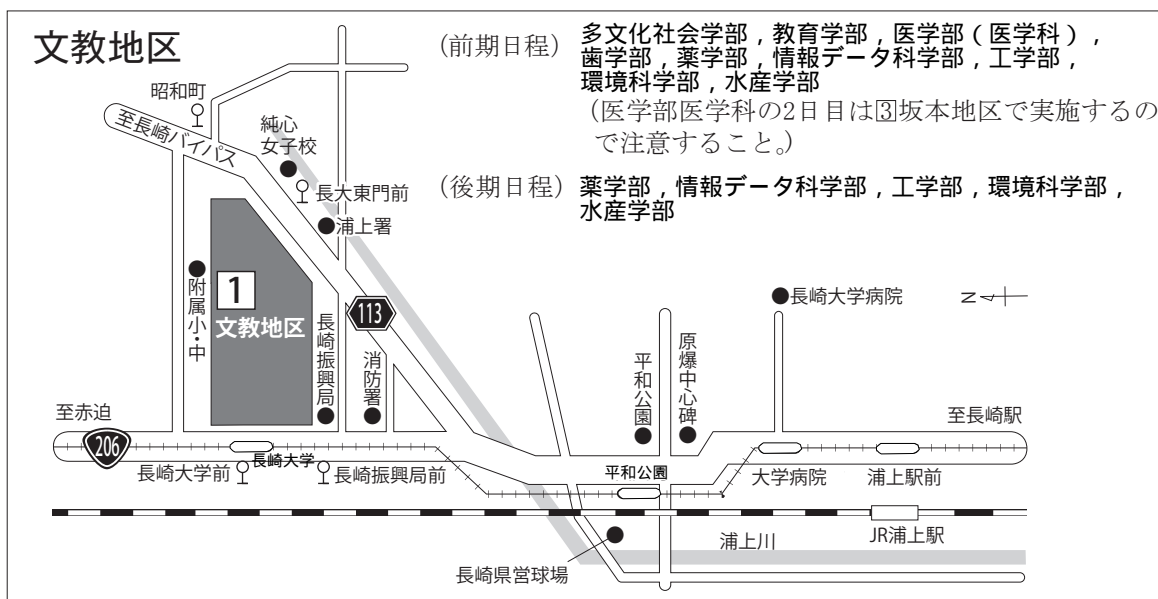 文教地区
(前期日程)
多文化社会学部，教育学部，医学部（医学科），
歯学部，薬学部，情報データ科学部，工学部，
環境科学部，水産学部
(医学部医学科の2日目は3坂本地区で実施するの
で注意すること。)
(後期日程)
薬学部，情報データ科学部，工学部，環境科学部，
水産学部
昭和町
至長崎バイパス
純心
女子校
長大東門前
浦上署
附属小・中
1
文教地区
長崎振興局
消防署
113
長崎大学病院
N
平和公園
原爆中心碑
至赤迫
206
至長崎駅
長崎大学前
長崎大学
長崎振興局前
平和公園
大学病院
浦上駅前
浦上川
JR浦上駅
長崎県営球場